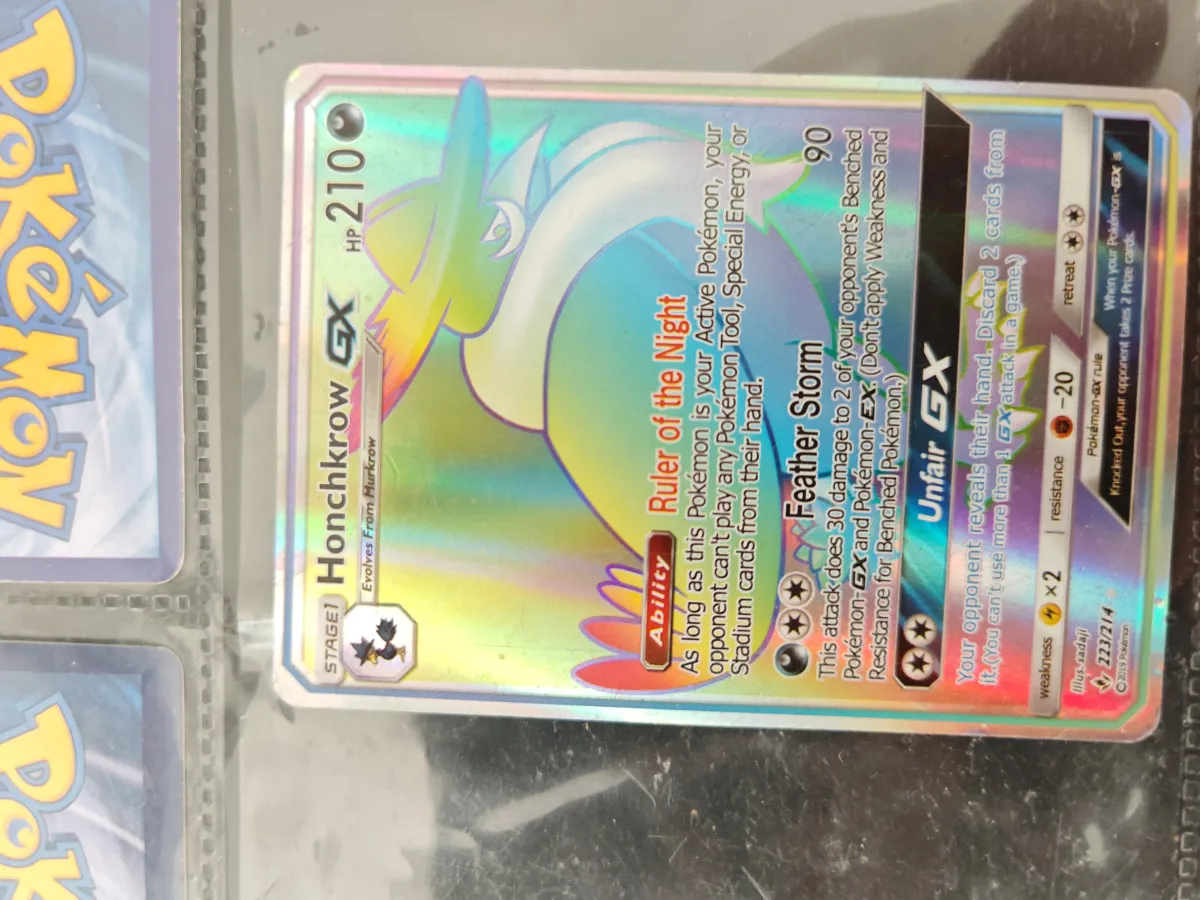 STAGE1 Honchkrow GX HP 210
Evolves From Murkrow
Ability Ruler of the Night
As long as this Pokémon is your Active Pokémon, your
opponent can't play any Pokémon Tool, Special Energy, or
Stadium cards from their hand.
Feather Storm 90
This attack does 30 damage to 2 of your opponent's Benched
Pokémon-GX and Pokémon-EX. (Don't apply Weakness and
Resistance for Benched Pokémon.)
Unfair GX
Your opponent reveals their hand. Discard 2 cards from
it.(You can't use more than 1 GX attack in a game.)
weakness ×2 resistance -20 retreat
Illus.sadaji
222/214
©2019 Pokémon
Pokémon-GX rule When your Pokémon-GX is
Knocked Out,your opponent takes 2 Prize cards.
POKéMON
POK